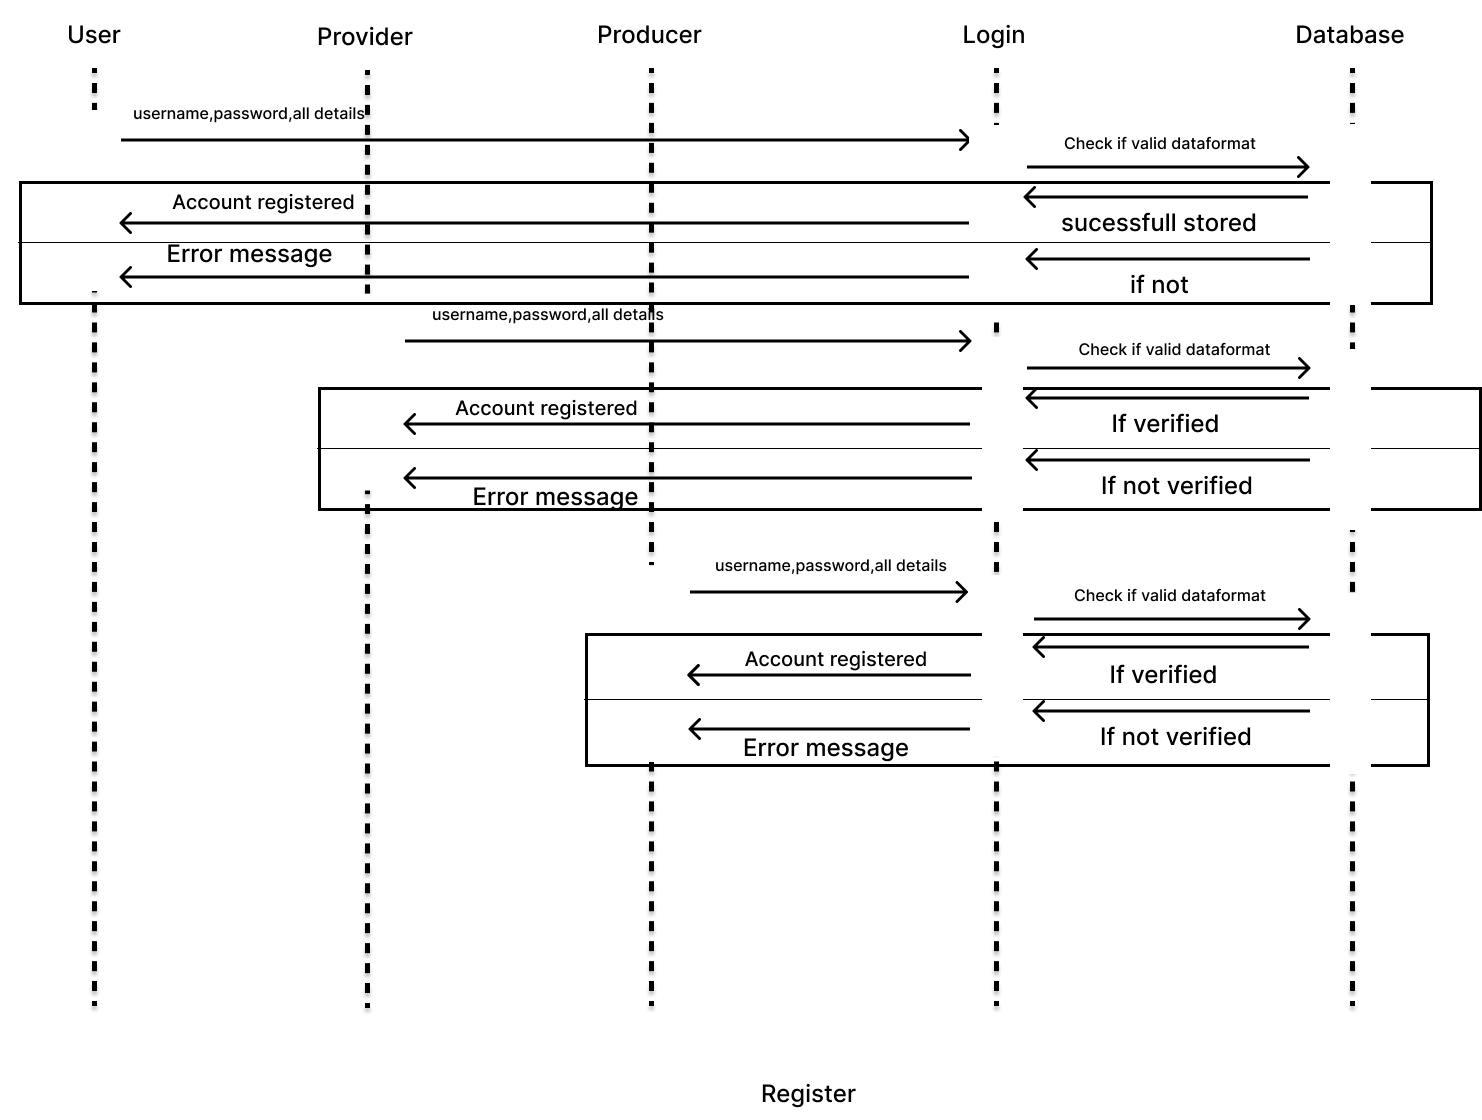 User
Provider
Producer
Login
Database
username,password,all details
Check if valid dataformat
Account registered
sucessfull stored
Error message
if not
username,password,all details
Check if valid dataformat
Account registered
If verified
Error message
If not verified
username,password,all details
Check if valid dataformat
Account registered
If verified
Error message
If not verified
Register